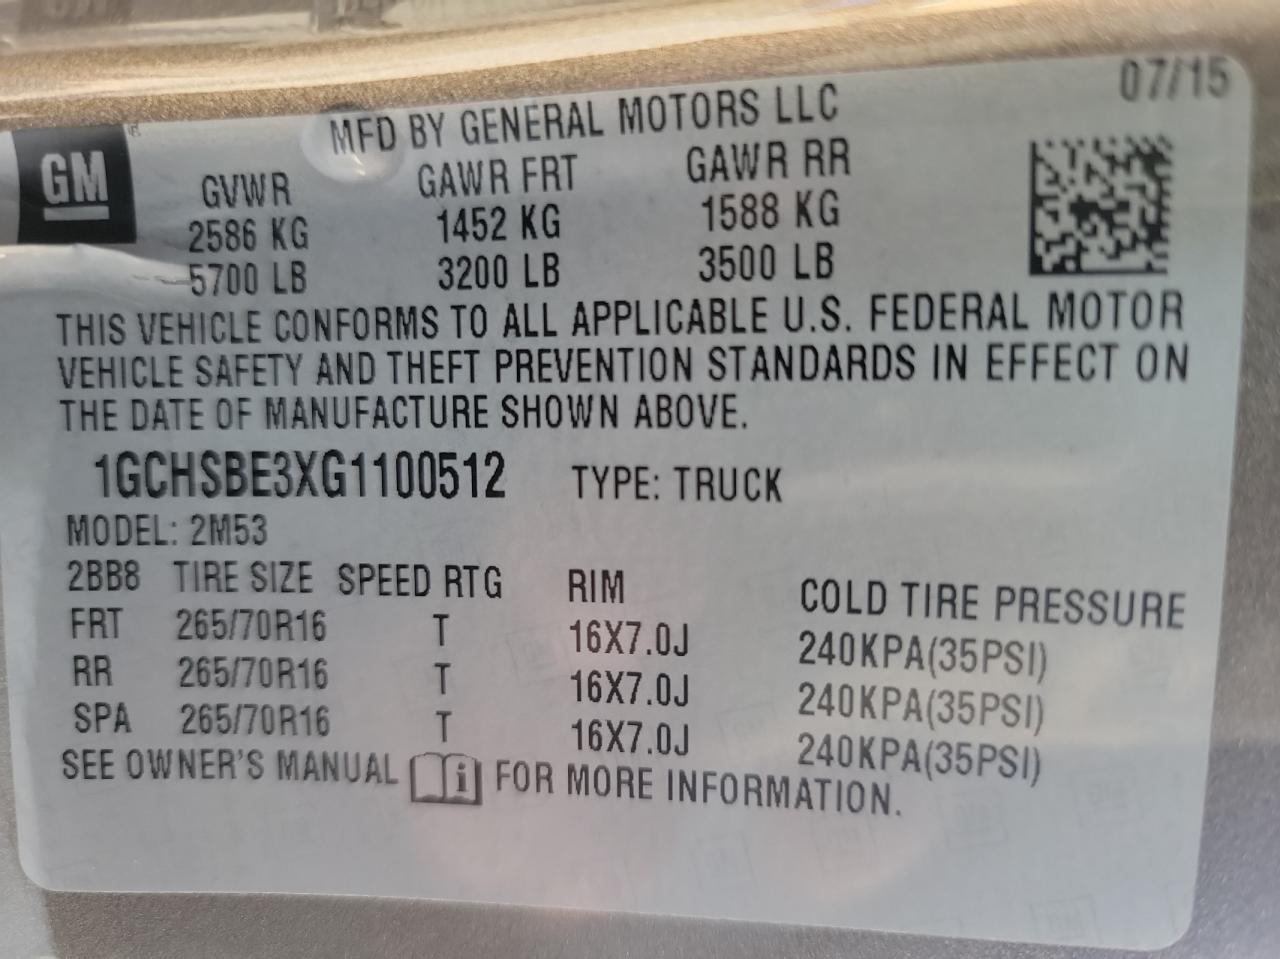 07/15
MFD BY GENERAL MOTORS LLC
GM
GVWR GAWR FRT GAWR RR
2586 KG 1452 KG 1588 KG
5700 LB 3200 LB 3500 LB
THIS VEHICLE CONFORMS TO ALL APPLICABLE U.S. FEDERAL MOTOR
VEHICLE SAFETY AND THEFT PREVENTION STANDARDS IN EFFECT ON
THE DATE OF MANUFACTURE SHOWN ABOVE.
1GCHSBE3XG1100512 TYPE: TRUCK
MODEL: 2M53
2BB8 TIRE SIZE SPEED RTG RIM COLD TIRE PRESSURE
FRT 265/70R16 T 16X7.0J 240KPA(35PSI)
RR 265/70R16 T 16X7.0J 240KPA(35PSI)
SPA 265/70R16 T 16X7.0J 240KPA(35PSI)
SEE OWNER'S MANUAL i FOR MORE INFORMATION.